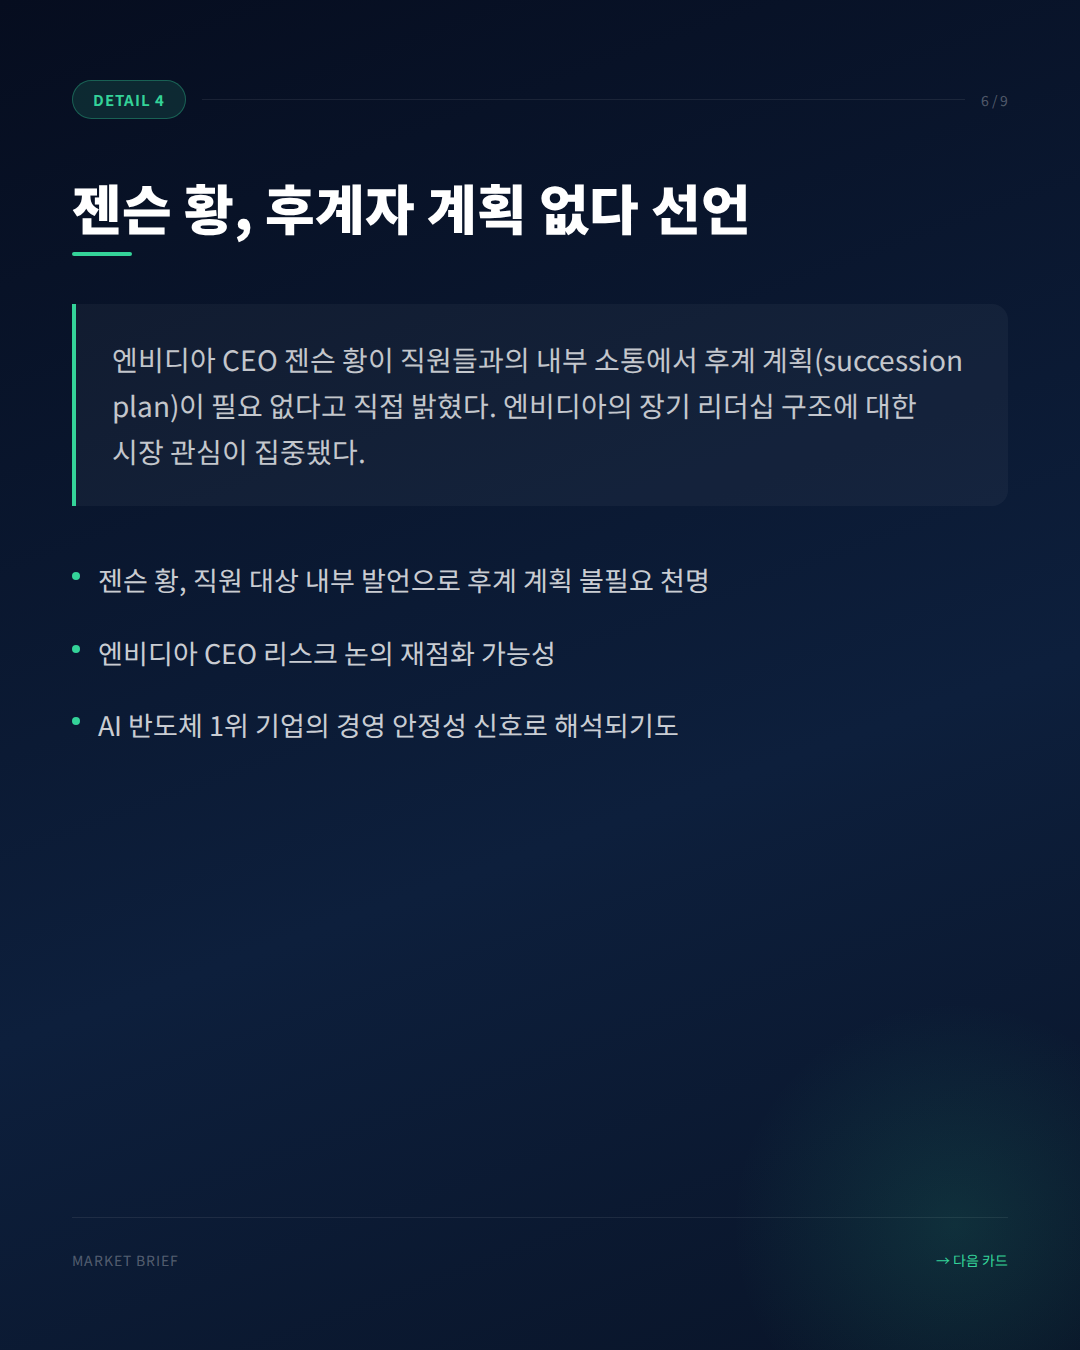 DETAIL 4
6 / 9
젠슨 황, 후계자 계획 없다 선언
엔비디아 CEO 젠슨 황이 직원들과의 내부 소통에서 후계 계획(succession
plan)이 필요 없다고 직접 밝혔다. 엔비디아의 장기 리더십 구조에 대한
시장 관심이 집중됐다.
• 젠슨 황, 직원 대상 내부 발언으로 후계 계획 불필요 천명
• 엔비디아 CEO 리스크 논의 재점화 가능성
• AI 반도체 1위 기업의 경영 안정성 신호로 해석되기도
MARKET BRIEF
→ 다음 카드